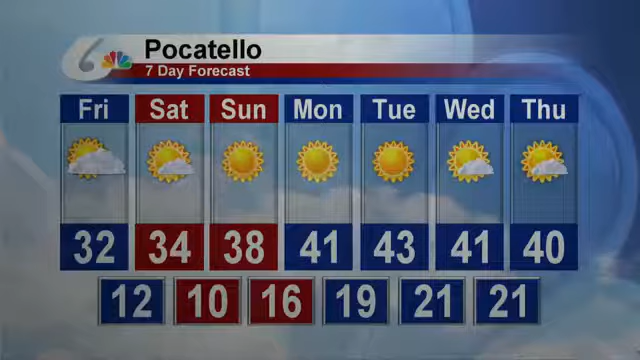 6
Pocatello
7 Day Forecast
Fri Sat Sun Mon Tue Wed Thu
32 34 38 41 43 41 40
12 10 16 19 21 21